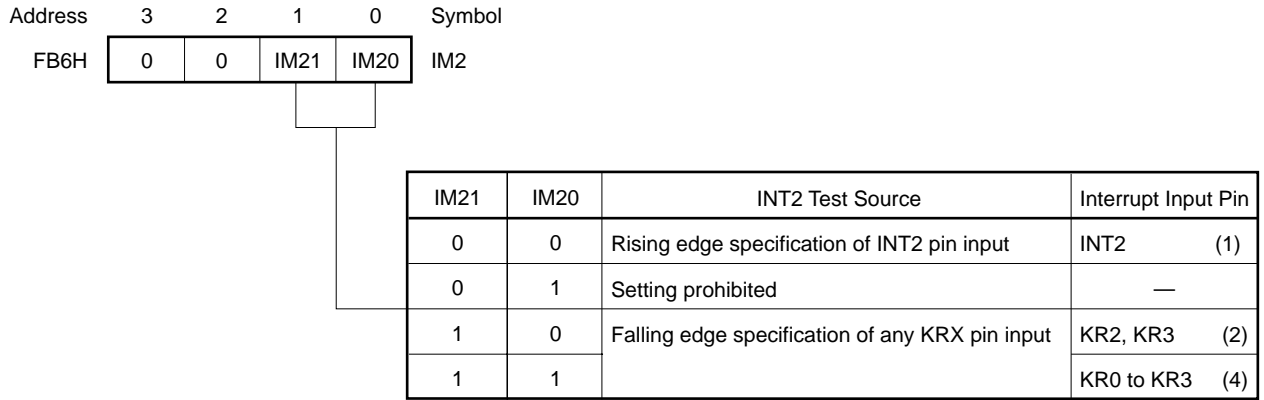 Address 3 2 1 0 Symbol
FB6H 0 0 IM21 IM20 IM2
IM21 IM20 INT2 Test Source Interrupt Input Pin
0 0 Rising edge specification of INT2 pin input INT2 (1)
0 1 Setting prohibited —
1 0 Falling edge specification of any KRX pin input KR2, KR3 (2)
1 1 KR0 to KR3 (4)